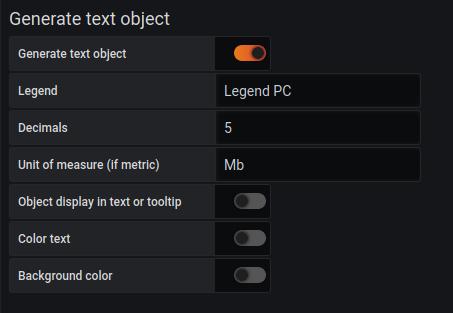 Generate text object
Generate text object
Legend
Legend PC
Decimals
5
Unit of measure (if metric)
Mb
Object display in text or tooltip
Color text
Background color